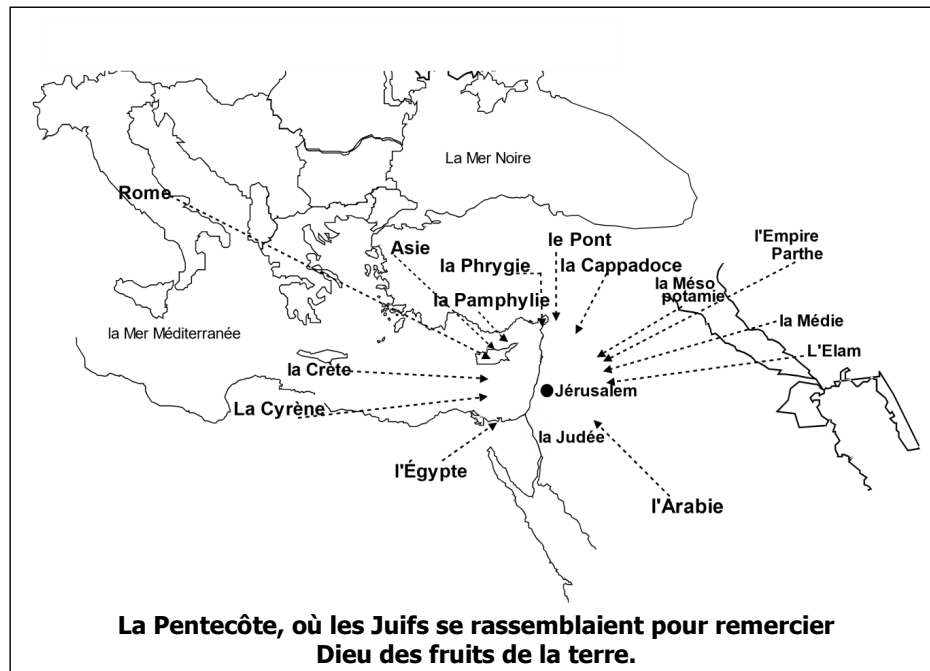 La Mer Noire
Rome
Asie
le Pont
l'Empire
Parthe
la Phrygie
la Cappadoce
la Méso
potamie
la Pamphylie
la Mer Méditerranée
la Médie
L'Elam
la Crète
Jérusalem
La Cyrène
la Judée
l'Égypte
l'Arabie
La Pentecôte, où les Juifs se rassemblaient pour remercier
Dieu des fruits de la terre.